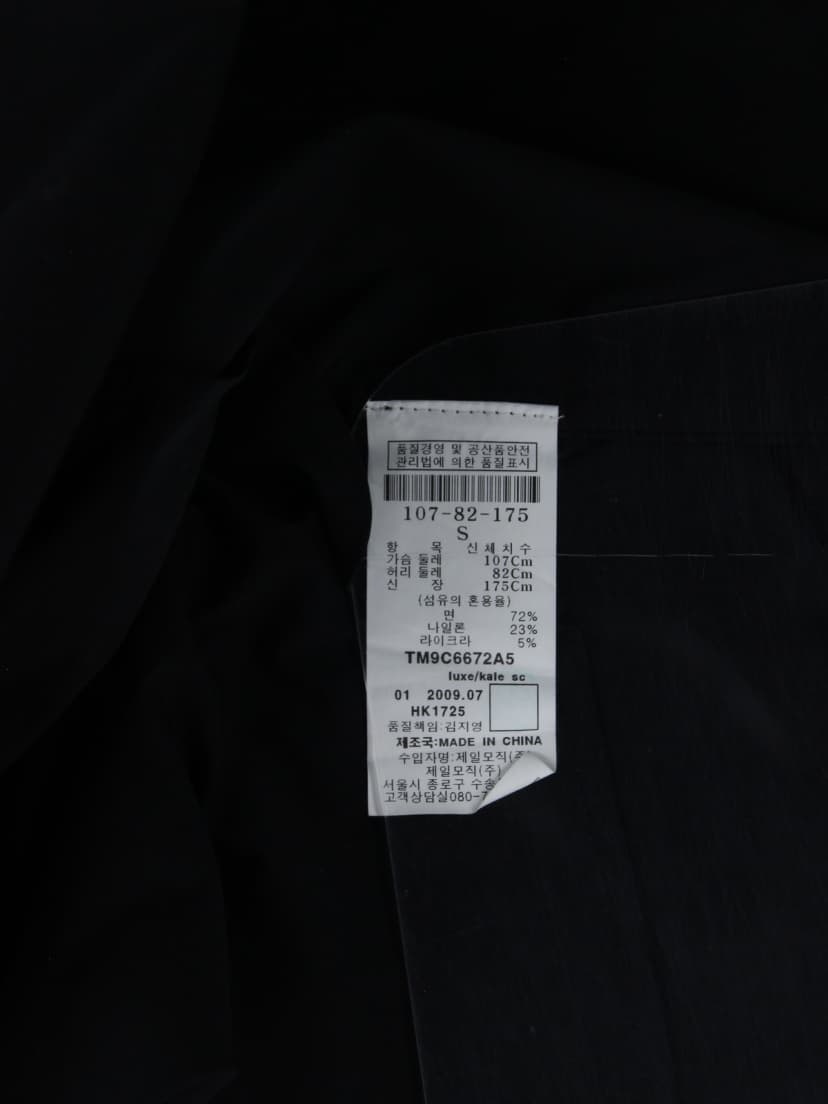 품질경영 및 공산품안전
관리법에 의한 품질표시
107-82-175
S
항 목 신체치수
가슴 둘레 107Cm
허리 둘레 82Cm
신 장 175Cm
(섬유의 혼용율)
면 72%
나일론 23%
라이크라 5%
TM9C6672A5
luxe/kale sc
01 2009.07
HK1725
품질책임:김지영
제조국:MADE IN CHINA
수입자명:제일모직(주)
제일모직(주)
서울시 종로구 수송
고객상담실080-7